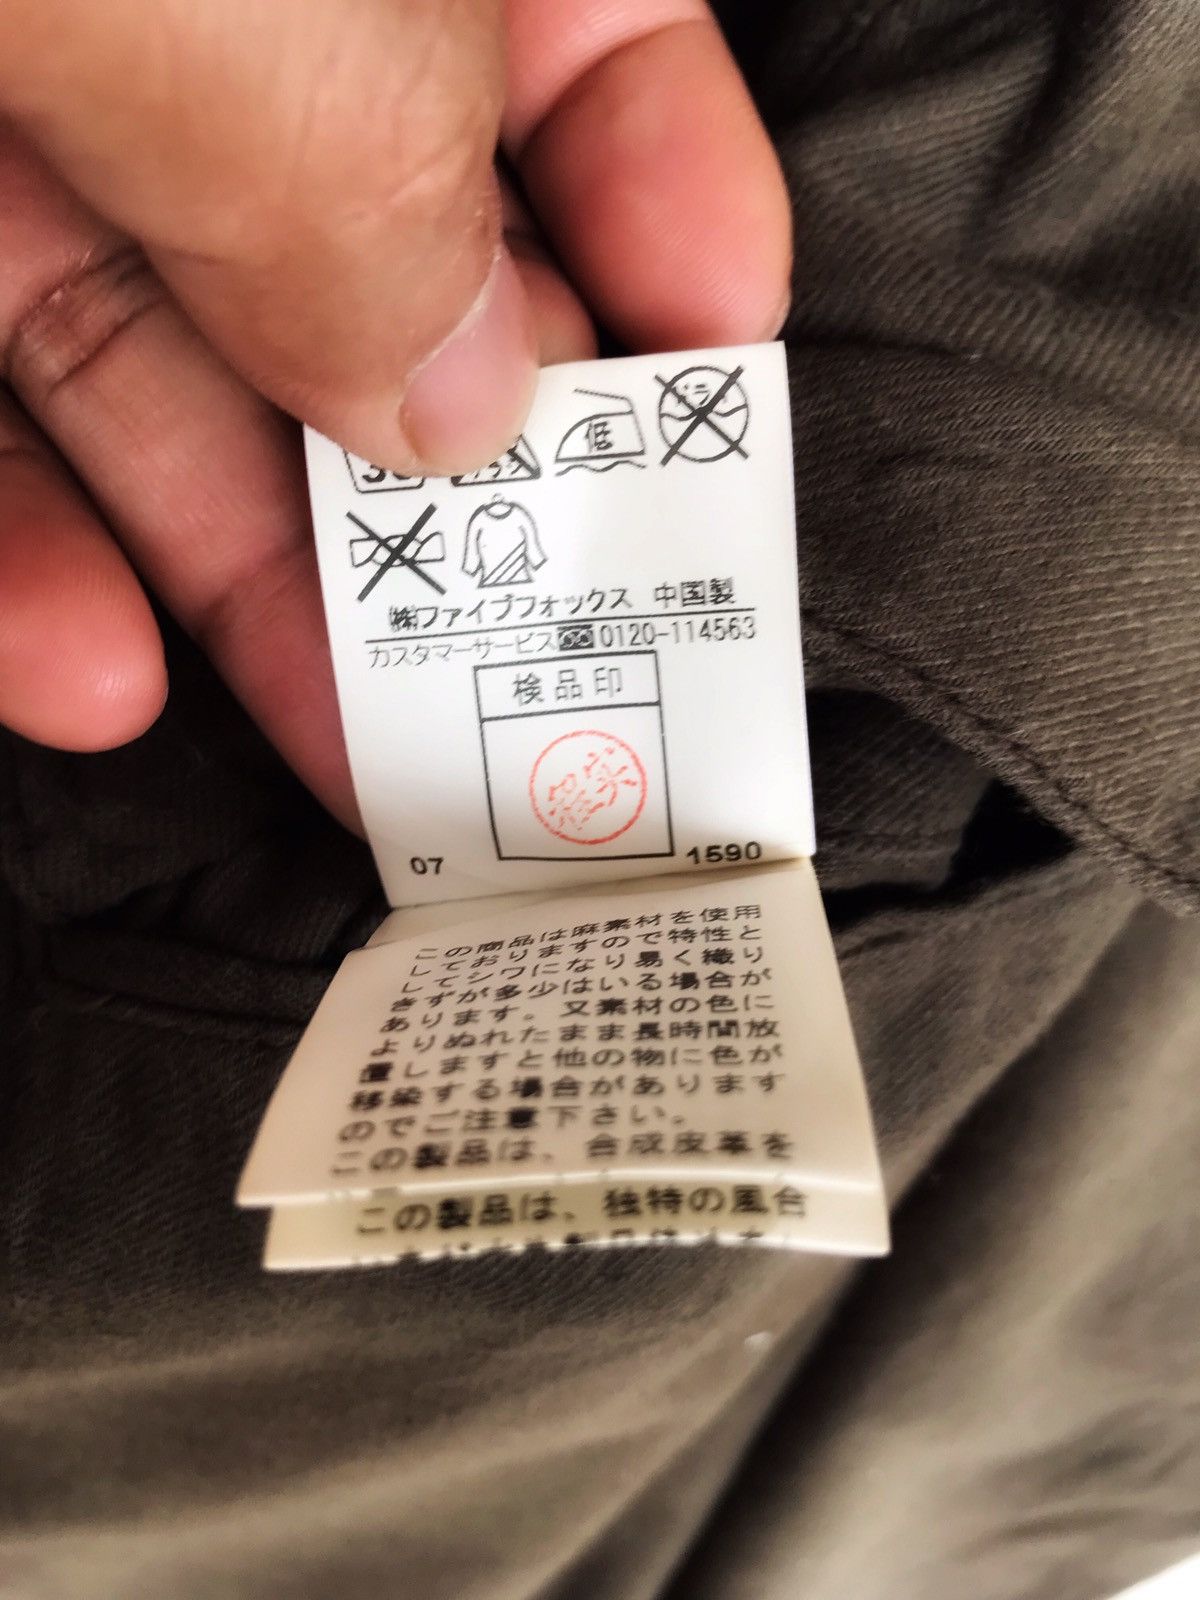 低
ドライ
㈱ファイブフォックス 中国製
カスタマーサービス 0120-114563
検品印
07 1590
この商品は麻素材を使用
しておりますので特性と
してシワになり易く織り
きずが多少はいる場合が
あります。又素材の色に
よりぬれたまま長時間放
置しますと他の物に色が
移染する場合があります
のでご注意下さい。
この製品は、合成皮革を
この製品は、独特の風合